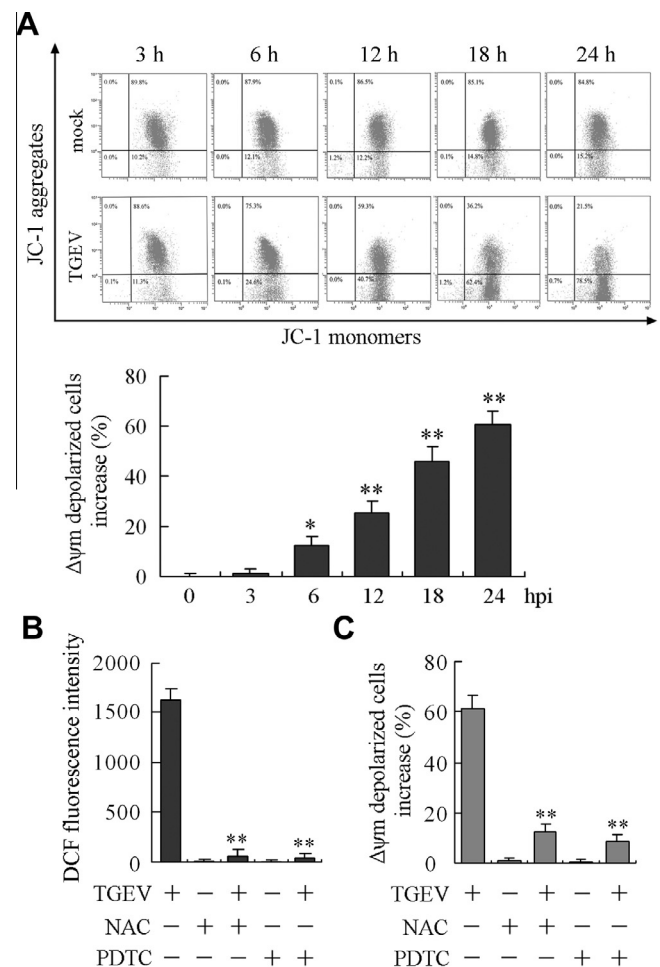 A
3 h 6 h 12 h 18 h 24 h
JC-1 aggregates
mock
0.0% 89.8% 0.0% 87.9% 0.1% 86.5% 0.0% 85.1% 0.0% 84.8%
0.0% 10.2% 0.0% 12.1% 1.2% 12.2% 0.1% 14.8% 0.0% 15.2%
TGEV
0.0% 88.6% 0.0% 75.3% 0.0% 59.3% 0.0% 36.2% 0.0% 21.5%
0.1% 11.3% 0.1% 24.6% 0.0% 40.7% 1.2% 62.4% 0.7% 78.5%
JC-1 monomers
Δψm depolarized cells
increase (%)
80
60
40
20
0
* ** ** **
0 3 6 12 18 24 hpi
B
DCF fluorescence intensity
2000
1500
1000
500
0
** **
TGEV + − + − +
NAC − + + − −
PDTC − − − + +
C
Δψm depolarized cells
increase (%)
80
60
40
20
0
** **
TGEV + − + − +
NAC − + + − −
PDTC − − − + +